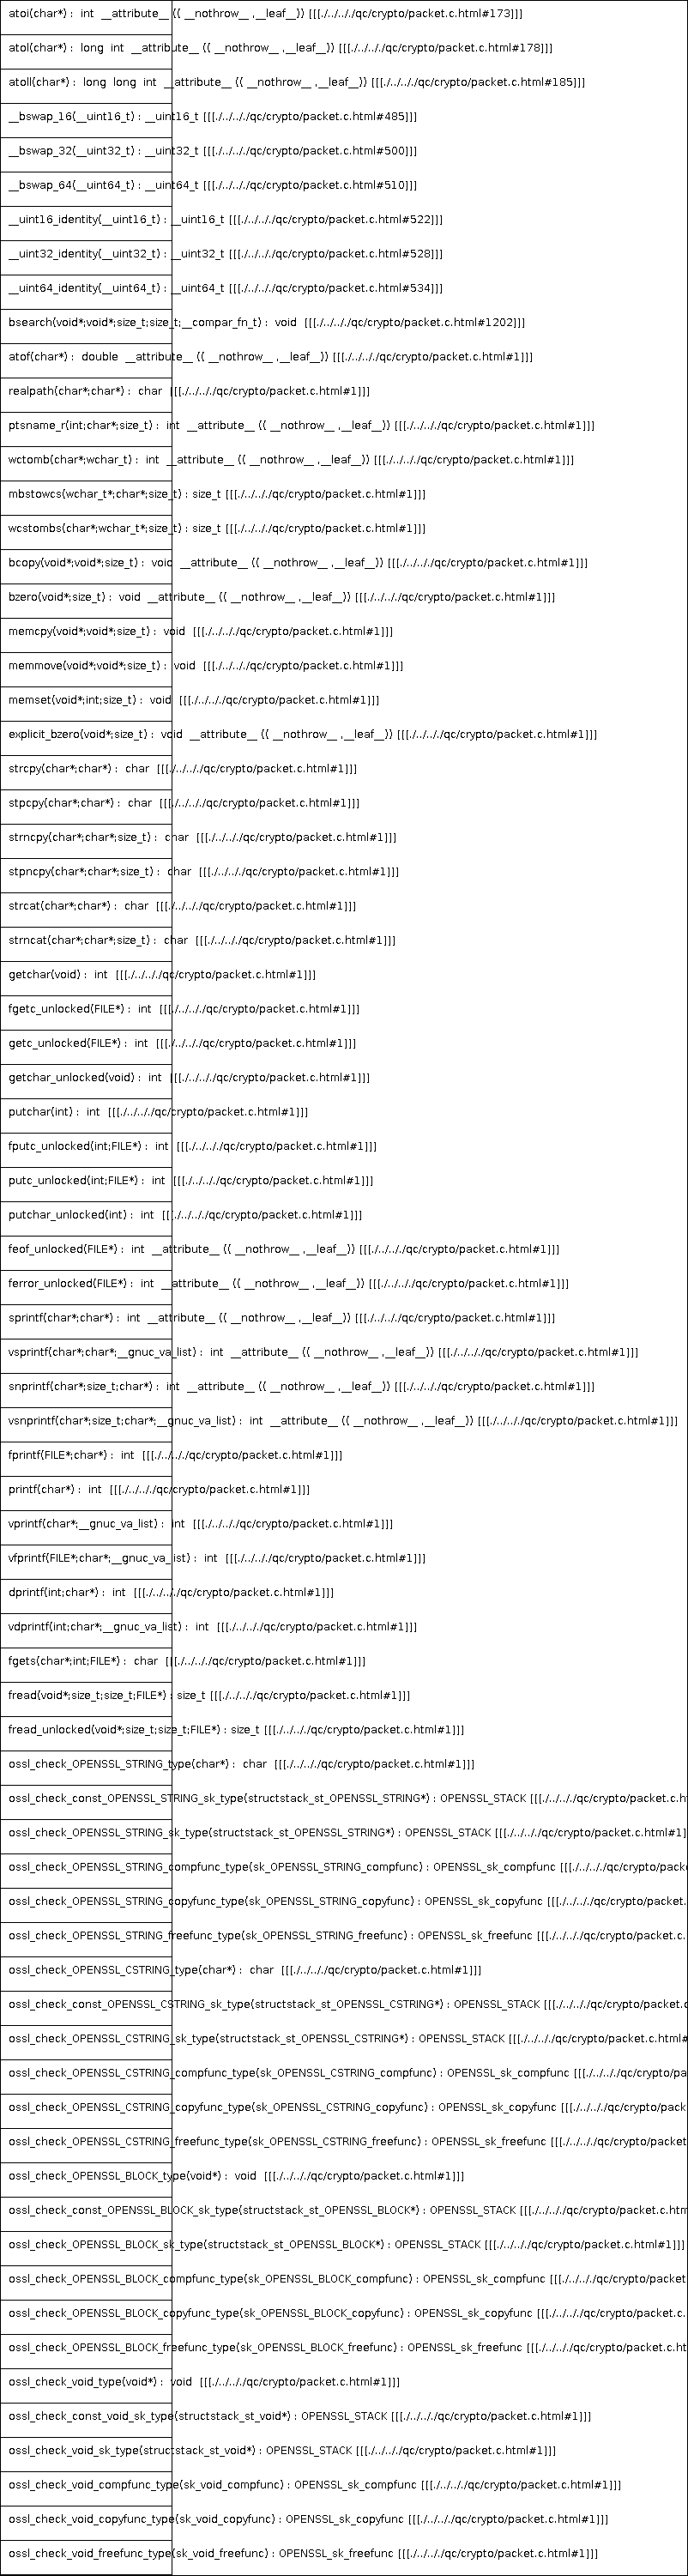 atoi(char*) : int __attribute__ (( __nothrow__ ,__leaf__)) [[[./../../qc/crypto/packet.c.html#173]]]
atol(char*) : long int __attribute__ (( __nothrow__ ,__leaf__)) [[[./../../qc/crypto/packet.c.html#178]]]
atoll(char*) : long long int __attribute__ (( __nothrow__ ,__leaf__)) [[[./../../qc/crypto/packet.c.html#185]]]
__bswap_16(__uint16_t) : __uint16_t [[[./../.././qc/crypto/packet.c.html#485]]]
__bswap_32(__uint32_t) : __uint32_t [[[./../.././qc/crypto/packet.c.html#500]]]
__bswap_64(__uint64_t) : __uint64_t [[[./../.././qc/crypto/packet.c.html#510]]]
__uint16_identity(__uint16_t) : __uint16_t [[[./../.././qc/crypto/packet.c.html#522]]]
__uint32_identity(__uint32_t) : __uint32_t [[[./../.././qc/crypto/packet.c.html#528]]]
__uint64_identity(__uint64_t) : __uint64_t [[[./../.././qc/crypto/packet.c.html#534]]]
bsearch(void*;void*;size_t;size_t;__compar_fn_t) : void [[[./../.././qc/crypto/packet.c.html#1202]]]
atof(char*) : double __attribute__ (( __nothrow__ ,__leaf__)) [[[./../.././qc/crypto/packet.c.html#1]]]
realpath(char*;char*) : char [[[./../.././qc/crypto/packet.c.html#1]]]
ptsname_r(int;char*;size_t) : int __attribute__ (( __nothrow__ ,__leaf__)) [[[./../.././qc/crypto/packet.c.html#1]]]
wctomb(char*;wchar_t) : int __attribute__ (( __nothrow__ ,__leaf__)) [[[./../.././qc/crypto/packet.c.html#1]]]
mbstowcs(wchar_t*;char*;size_t) : size_t [[[./../.././qc/crypto/packet.c.html#1]]]
wcstombs(char*;wchar_t*;size_t) : size_t [[[./../.././qc/crypto/packet.c.html#1]]]
bcopy(void*;void*;size_t) : void __attribute__ (( __nothrow__ ,__leaf__)) [[[./../.././qc/crypto/packet.c.html#1]]]
bzero(void*;size_t) : void __attribute__ (( __nothrow__ ,__leaf__)) [[[./../.././qc/crypto/packet.c.html#1]]]
memcpy(void*;void*;size_t) : void [[[./../.././qc/crypto/packet.c.html#1]]]
memmove(void*;void*;size_t) : void [[[./../.././qc/crypto/packet.c.html#1]]]
memset(void*;int;size_t) : void [[[./../.././qc/crypto/packet.c.html#1]]]
explicit_bzero(void*;size_t) : void __attribute__ (( __nothrow__ ,__leaf__)) [[[./../.././qc/crypto/packet.c.html#1]]]
strcpy(char*;char*) : char [[[./../.././qc/crypto/packet.c.html#1]]]
stpcpy(char*;char*) : char [[[./../.././qc/crypto/packet.c.html#1]]]
strncpy(char*;char*;size_t) : char [[[./../.././qc/crypto/packet.c.html#1]]]
stpncpy(char*;char*;size_t) : char [[[./../.././qc/crypto/packet.c.html#1]]]
strcat(char*;char*) : char [[[./../.././qc/crypto/packet.c.html#1]]]
strncat(char*;char*;size_t) : char [[[./../.././qc/crypto/packet.c.html#1]]]
getchar(void) : int [[[./../.././qc/crypto/packet.c.html#1]]]
fgetc_unlocked(FILE*) : int [[[./../.././qc/crypto/packet.c.html#1]]]
getc_unlocked(FILE*) : int [[[./../.././qc/crypto/packet.c.html#1]]]
getchar_unlocked(void) : int [[[./../.././qc/crypto/packet.c.html#1]]]
putchar(int) : int [[[./../.././qc/crypto/packet.c.html#1]]]
fputc_unlocked(int;FILE*) : int [[[./../.././qc/crypto/packet.c.html#1]]]
putc_unlocked(int;FILE*) : int [[[./../.././qc/crypto/packet.c.html#1]]]
putchar_unlocked(int) : int [[[./../.././qc/crypto/packet.c.html#1]]]
feof_unlocked(FILE*) : int __attribute__ (( __nothrow__ ,__leaf__)) [[[./../.././qc/crypto/packet.c.html#1]]]
ferror_unlocked(FILE*) : int __attribute__ (( __nothrow__ ,__leaf__)) [[[./../.././qc/crypto/packet.c.html#1]]]
sprintf(char*;char*) : int __attribute__ (( __nothrow__ ,__leaf__)) [[[./../.././qc/crypto/packet.c.html#1]]]
vsprintf(char*;char*;__gnuc_va_list) : int __attribute__ (( __nothrow__ ,__leaf__)) [[[./../.././qc/crypto/packet.c.html#1]]]
snprintf(char*;size_t;char*) : int __attribute__ (( __nothrow__ ,__leaf__)) [[[./../.././qc/crypto/packet.c.html#1]]]
vsnprintf(char*;size_t;char*;__gnuc_va_list) : int __attribute__ (( __nothrow__ ,__leaf__)) [[[./../.././qc/crypto/packet.c.html#1]]]
fprintf(FILE*;char*) : int [[[./../.././qc/crypto/packet.c.html#1]]]
printf(char*) : int [[[./../.././qc/crypto/packet.c.html#1]]]
vprintf(char*;__gnuc_va_list) : int [[[./../.././qc/crypto/packet.c.html#1]]]
vfprintf(FILE*;char*;__gnuc_va_list) : int [[[./../.././qc/crypto/packet.c.html#1]]]
dprintf(int;char*) : int [[[./../.././qc/crypto/packet.c.html#1]]]
vdprintf(int;char*;__gnuc_va_list) : int [[[./../.././qc/crypto/packet.c.html#1]]]
fgets(char*;int;FILE*) : char [[[./../.././qc/crypto/packet.c.html#1]]]
fread(void*;size_t;size_t;FILE*) : size_t [[[./../.././qc/crypto/packet.c.html#1]]]
fread_unlocked(void*;size_t;size_t;FILE*) : size_t [[[./../.././qc/crypto/packet.c.html#1]]]
ossl_check_OPENSSL_STRING_type(char*) : char [[[./../.././qc/crypto/packet.c.html#1]]]
ossl_check_const_OPENSSL_STRING_sk_type(structstack_st_OPENSSL_STRING*) : OPENSSL_STACK [[[./../.././qc/crypto/packet.c.ht
ossl_check_OPENSSL_STRING_sk_type(structstack_st_OPENSSL_STRING*) : OPENSSL_STACK [[[./../.././qc/crypto/packet.c.html#1]
ossl_check_OPENSSL_STRING_compfunc_type(sk_OPENSSL_STRING_compfunc) : OPENSSL_sk_compfunc [[[./../.././qc/crypto/packe
ossl_check_OPENSSL_STRING_copyfunc_type(sk_OPENSSL_STRING_copyfunc) : OPENSSL_sk_copyfunc [[[./../.././qc/crypto/packet.
ossl_check_OPENSSL_STRING_freefunc_type(sk_OPENSSL_STRING_freefunc) : OPENSSL_sk_freefunc [[[./../.././qc/crypto/packet.c.
ossl_check_OPENSSL_CSTRING_type(char*) : char [[[./../.././qc/crypto/packet.c.html#1]]]
ossl_check_const_OPENSSL_CSTRING_sk_type(structstack_st_OPENSSL_CSTRING*) : OPENSSL_STACK [[[./../.././qc/crypto/packet.c
ossl_check_OPENSSL_CSTRING_sk_type(structstack_st_OPENSSL_CSTRING*) : OPENSSL_STACK [[[./../.././qc/crypto/packet.c.html#
ossl_check_OPENSSL_CSTRING_compfunc_type(sk_OPENSSL_CSTRING_compfunc) : OPENSSL_sk_compfunc [[[./../.././qc/crypto/pa
ossl_check_OPENSSL_CSTRING_copyfunc_type(sk_OPENSSL_CSTRING_copyfunc) : OPENSSL_sk_copyfunc [[[./../.././qc/crypto/pack
ossl_check_OPENSSL_CSTRING_freefunc_type(sk_OPENSSL_CSTRING_freefunc) : OPENSSL_sk_freefunc [[[./../.././qc/crypto/packet
ossl_check_OPENSSL_BLOCK_type(void*) : void [[[./../.././qc/crypto/packet.c.html#1]]]
ossl_check_const_OPENSSL_BLOCK_sk_type(structstack_st_OPENSSL_BLOCK*) : OPENSSL_STACK [[[./../.././qc/crypto/packet.c.htm
ossl_check_OPENSSL_BLOCK_sk_type(structstack_st_OPENSSL_BLOCK*) : OPENSSL_STACK [[[./../.././qc/crypto/packet.c.html#1]]]
ossl_check_OPENSSL_BLOCK_compfunc_type(sk_OPENSSL_BLOCK_compfunc) : OPENSSL_sk_compfunc [[[./../.././qc/crypto/packet
ossl_check_OPENSSL_BLOCK_copyfunc_type(sk_OPENSSL_BLOCK_copyfunc) : OPENSSL_sk_copyfunc [[[./../.././qc/crypto/packet.c.
ossl_check_OPENSSL_BLOCK_freefunc_type(sk_OPENSSL_BLOCK_freefunc) : OPENSSL_sk_freefunc [[[./../.././qc/crypto/packet.c.ht
ossl_check_void_type(void*) : void [[[./../.././qc/crypto/packet.c.html#1]]]
ossl_check_const_void_sk_type(structstack_st_void*) : OPENSSL_STACK [[[./../.././qc/crypto/packet.c.html#1]]]
ossl_check_void_sk_type(structstack_st_void*) : OPENSSL_STACK [[[./../.././qc/crypto/packet.c.html#1]]]
ossl_check_void_compfunc_type(sk_void_compfunc) : OPENSSL_sk_compfunc [[[./../.././qc/crypto/packet.c.html#1]]]
ossl_check_void_copyfunc_type(sk_void_copyfunc) : OPENSSL_sk_copyfunc [[[./../.././qc/crypto/packet.c.html#1]]]
ossl_check_void_freefunc_type(sk_void_freefunc) : OPENSSL_sk_freefunc [[[./../.././qc/crypto/packet.c.html#1]]]